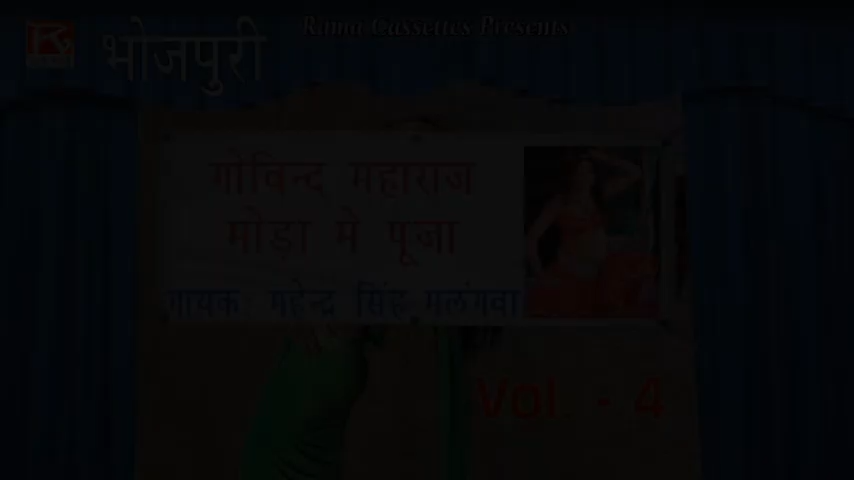 Rama Cassettes Presents
भोजपुरी
गोविन्द महाराज
मोड़ा मे पूजा
गायक: महेन्द्र सिंह मलंगवा
Vol. - 4